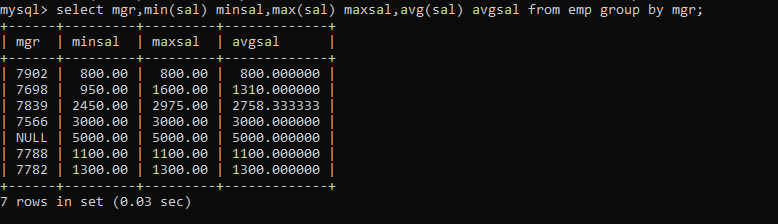 mysql> select mgr,min(sal) minsal,max(sal) maxsal,avg(sal) avgsal from emp group by mgr;
+------+---------+---------+-------------+
| mgr  | minsal  | maxsal  | avgsal      |
+------+---------+---------+-------------+
| 7902 |  800.00 |  800.00 |  800.000000 |
| 7698 |  950.00 | 1600.00 | 1310.000000 |
| 7839 | 2450.00 | 2975.00 | 2758.333333 |
| 7566 | 3000.00 | 3000.00 | 3000.000000 |
| NULL | 5000.00 | 5000.00 | 5000.000000 |
| 7788 | 1100.00 | 1100.00 | 1100.000000 |
| 7782 | 1300.00 | 1300.00 | 1300.000000 |
+------+---------+---------+-------------+
7 rows in set (0.03 sec)